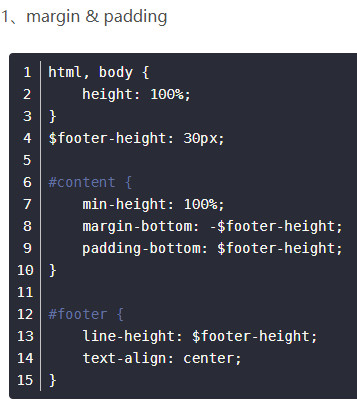 1、margin & padding
1 html, body {
2     height: 100%;
3 }
4 $footer-height: 30px;
5
6 #content {
7     min-height: 100%;
8     margin-bottom: -$footer-height;
9     padding-bottom: $footer-height;
10 }
11
12 #footer {
13     line-height: $footer-height;
14     text-align: center;
15 }